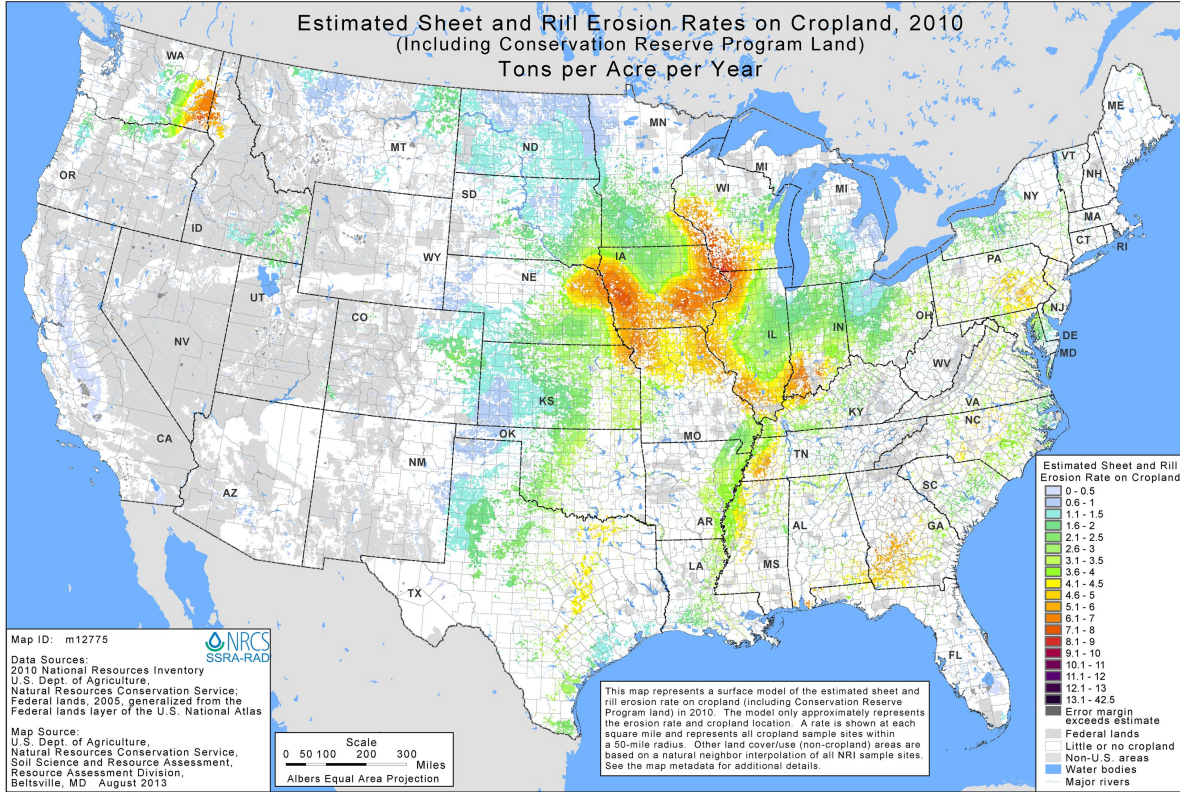 Estimated Sheet and Rill Erosion Rates on Cropland, 2010
(Including Conservation Reserve Program Land)
Tons per Acre per Year
WA
MT
ND
MN
MI
ME
VT
NH
NY
MA
CT
RI
OR
ID
SD
WI
MI
WY
NE
IA
PA
NJ
OH
IN
IL
DE
MD
WV
NV
UT
CO
KS
MO
KY
VA
NC
CA
OK
TN
AZ
NM
AR
SC
GA
AL
MS
LA
TX
FL
Map ID: m12775
NRCS
SSRA-RAD
Data Sources:
2010 National Resources Inventory
U.S. Dept. of Agriculture,
Natural Resources Conservation Service;
Federal lands, 2005, generalized from the
Federal lands layer of the U.S. National Atlas
Map Source:
U.S. Dept. of Agriculture,
Natural Resources Conservation Service,
Soil Science and Resource Assessment,
Resource Assessment Division,
Beltsville, MD August 2013
Scale
0 50 100 200 300
Miles
Albers Equal Area Projection
This map represents a surface model of the estimated sheet and
rill erosion rate on cropland (including Conservation Reserve
Program land) in 2010. The model only approximately represents
the erosion rate and cropland location. A rate is shown at each
square mile and represents all cropland sample sites within
a 50-mile radius. Other land cover/use (non-cropland) areas are
based on a natural neighbor interpolation of all NRI sample sites.
See the map metadata for additional details.
Estimated Sheet and Rill
Erosion Rate on Cropland
0 - 0.5
0.6 - 1
1.1 - 1.5
1.6 - 2
2.1 - 2.5
2.6 - 3
3.1 - 3.5
3.6 - 4
4.1 - 4.5
4.6 - 5
5.1 - 6
6.1 - 7
7.1 - 8
8.1 - 9
9.1 - 10
10.1 - 11
11.1 - 12
12.1 - 13
13.1 - 42.5
Error margin
exceeds estimate
Federal lands
Little or no cropland
Non-U.S. areas
Water bodies
Major rivers